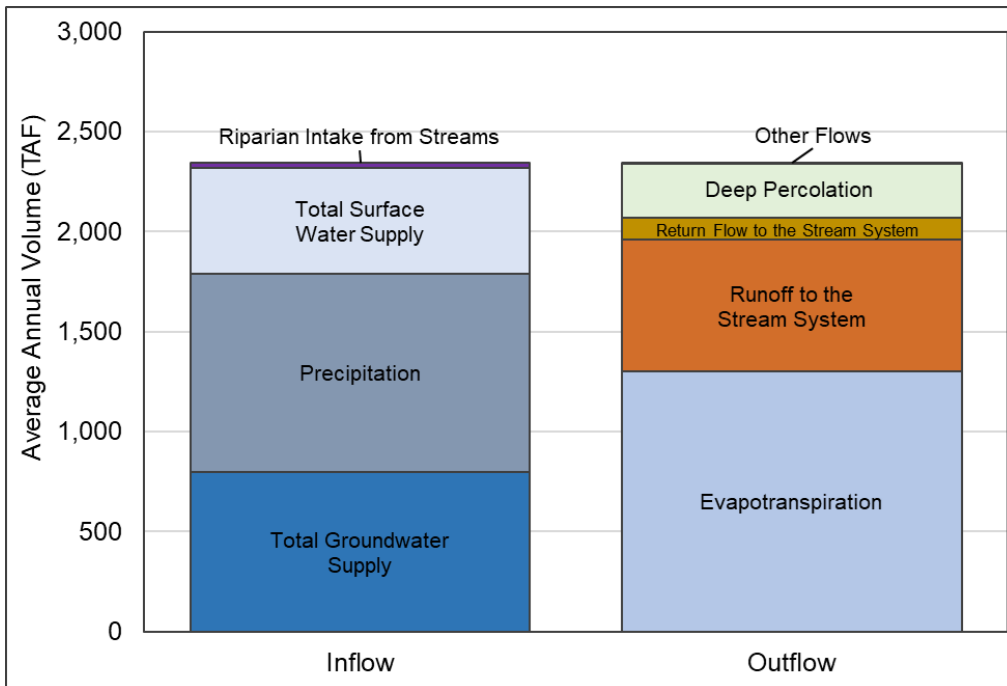 3,000
2,500
2,000
1,500
1,000
500
0
Average Annual Volume (TAF)
Riparian Intake from Streams
Total Surface
Water Supply
Precipitation
Total Groundwater
Supply
Inflow
Other Flows
Deep Percolation
Return Flow to the Stream System
Runoff to the
Stream System
Evapotranspiration
Outflow